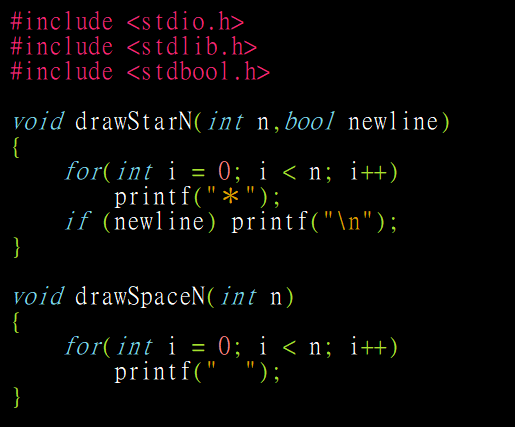 #include <stdio.h>
#include <stdlib.h>
#include <stdbool.h>

void drawStarN(int n,bool newline)
{
    for(int i = 0; i < n; i++)
        printf("＊");
    if (newline) printf("\n");
}

void drawSpaceN(int n)
{
    for(int i = 0; i < n; i++)
        printf("　");
}